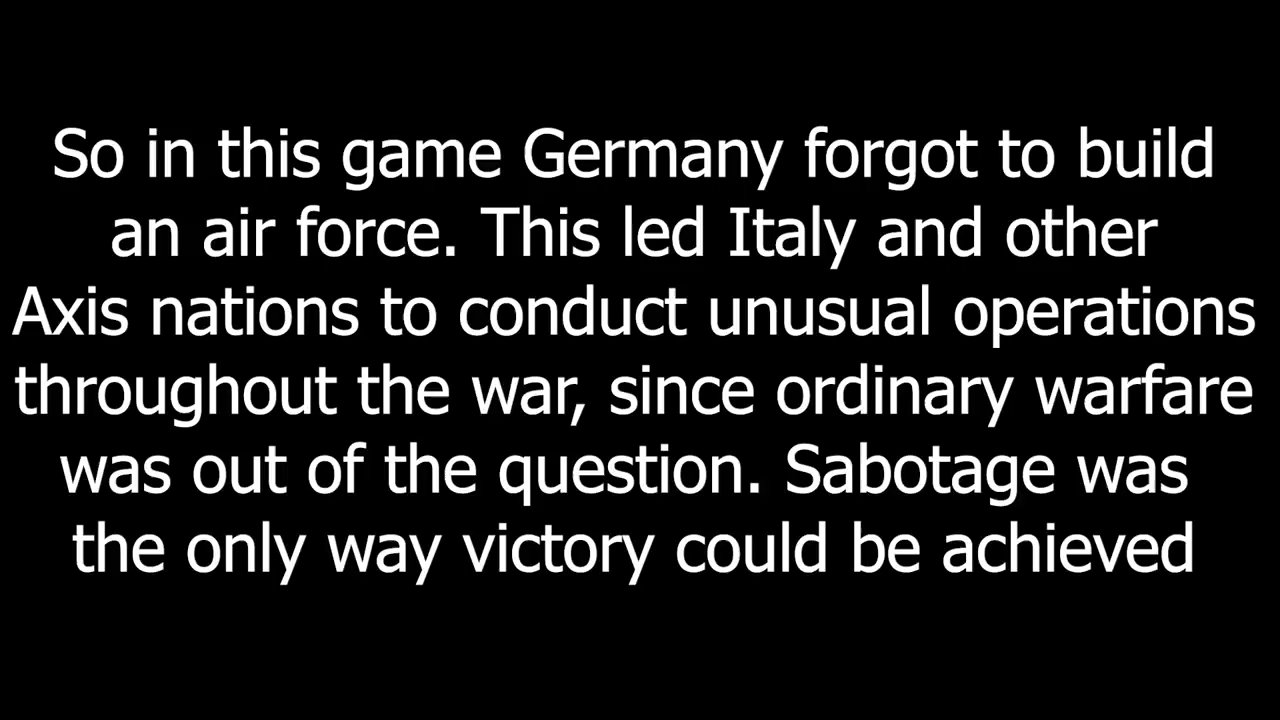 So in this game Germany forgot to build
an air force. This led Italy and other
Axis nations to conduct unusual operations
throughout the war, since ordinary warfare
was out of the question. Sabotage was
the only way victory could be achieved